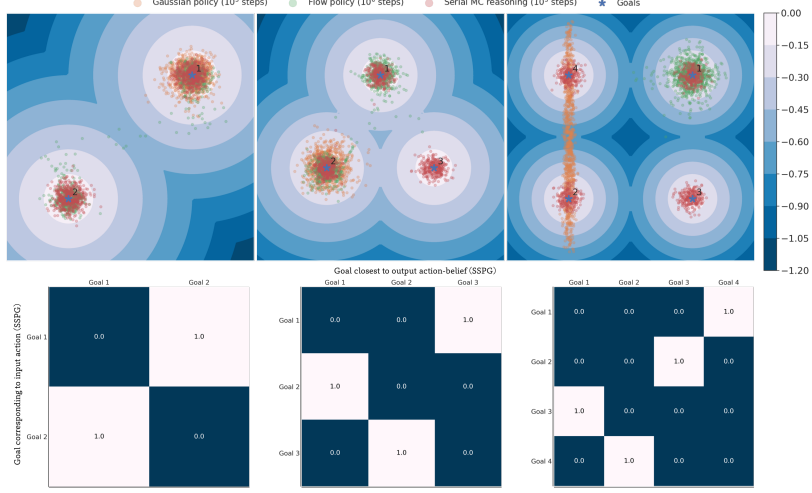 Gaussian policy (10⁵ steps) Flow policy (10⁶ steps) Serial MC reasoning (10⁵ steps) Goals
1
2
1
2
3
4
1
2
3
0.00
−0.15
−0.30
−0.45
−0.60
−0.75
−0.90
−1.05
−1.20
Goal closest to output action-belief (SSPG)
Goal corresponding to input action (SSPG)
Goal 1 Goal 2
Goal 1 0.0 1.0
Goal 2 1.0 0.0
Goal 1 Goal 2 Goal 3
Goal 1 0.0 0.0 1.0
Goal 2 1.0 0.0 0.0
Goal 3 0.0 1.0 0.0
Goal 1 Goal 2 Goal 3 Goal 4
Goal 1 0.0 0.0 0.0 1.0
Goal 2 0.0 0.0 1.0 0.0
Goal 3 1.0 0.0 0.0 0.0
Goal 4 0.0 1.0 0.0 0.0